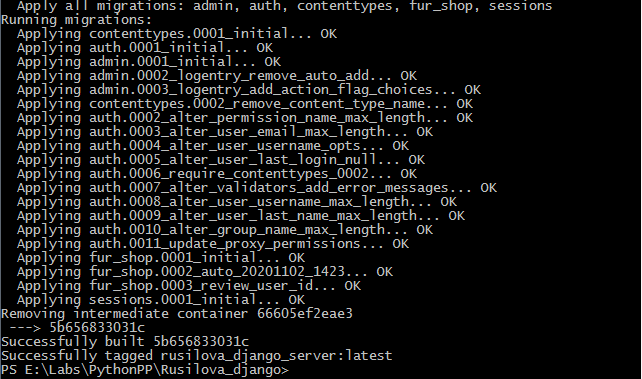 Apply all migrations: admin, auth, contenttypes, fur_shop, sessions
Running migrations:
Applying contenttypes.0001_initial... OK
Applying auth.0001_initial... OK
Applying admin.0001_initial... OK
Applying admin.0002_logentry_remove_auto_add... OK
Applying admin.0003_logentry_add_action_flag_choices... OK
Applying contenttypes.0002_remove_content_type_name... OK
Applying auth.0002_alter_permission_name_max_length... OK
Applying auth.0003_alter_user_email_max_length... OK
Applying auth.0004_alter_user_username_opts... OK
Applying auth.0005_alter_user_last_login_null... OK
Applying auth.0006_require_contenttypes_0002... OK
Applying auth.0007_alter_validators_add_error_messages... OK
Applying auth.0008_alter_user_username_max_length... OK
Applying auth.0009_alter_user_last_name_max_length... OK
Applying auth.0010_alter_group_name_max_length... OK
Applying auth.0011_update_proxy_permissions... OK
Applying fur_shop.0001_initial... OK
Applying fur_shop.0002_auto_20201102_1423... OK
Applying fur_shop.0003_review_user_id... OK
Applying sessions.0001_initial... OK
Removing intermediate container 66605ef2eae3
---> 5b656833031c
Successfully built 5b656833031c
Successfully tagged rusilova_django_server:latest
PS E:\Labs\PythonPP\Rusilova_django>